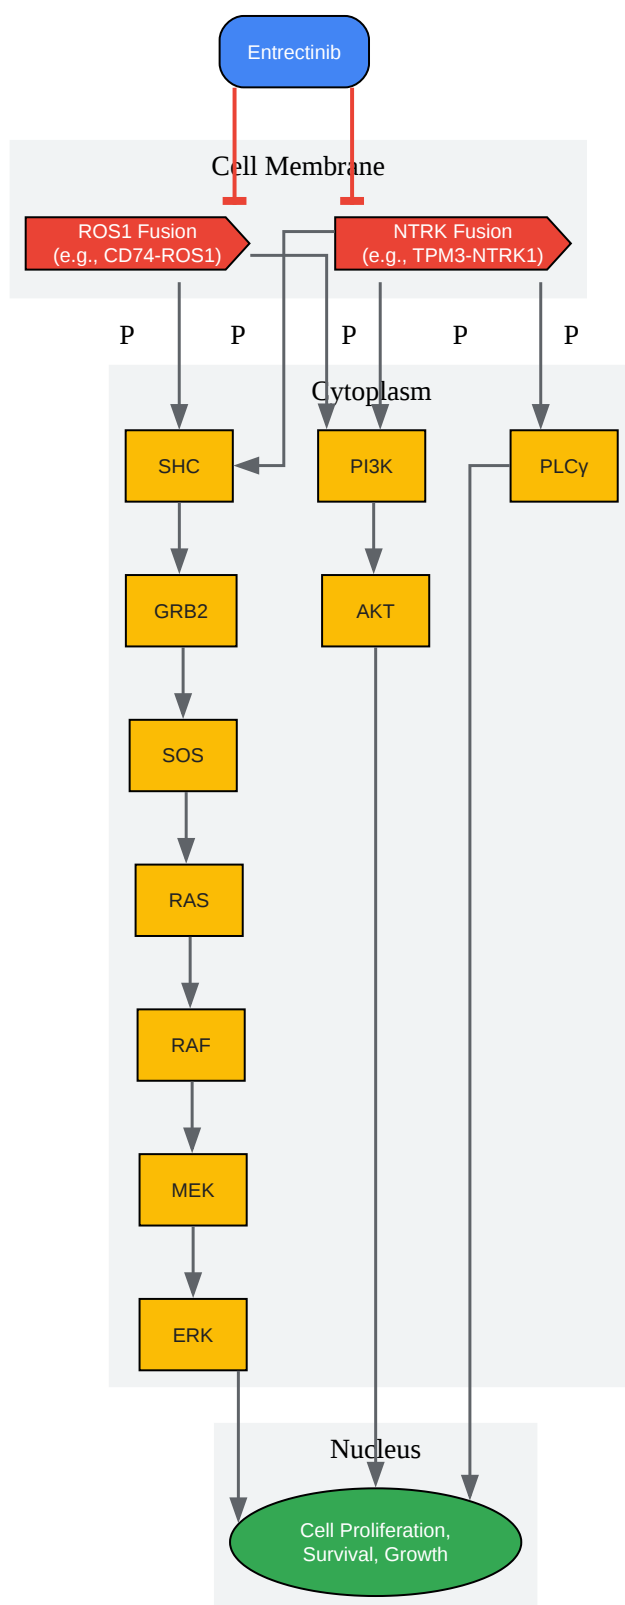 Entrectinib
Cell Membrane
ROS1 Fusion
(e.g., CD74-ROS1)
NTRK Fusion
(e.g., TPM3-NTRK1)
P
P
P
P
P
Cytoplasm
SHC
PI3K
PLCγ
GRB2
AKT
SOS
RAS
RAF
MEK
ERK
Nucleus
Cell Proliferation,
Survival, Growth